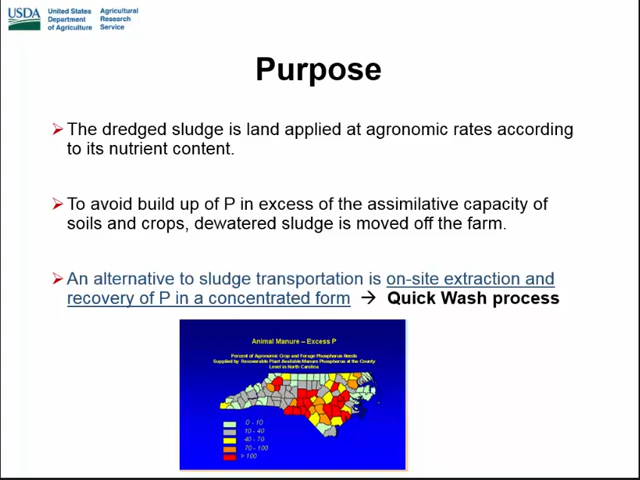 USDA
United States
Department
of Agriculture
Agricultural
Research
Service
Purpose
The dredged sludge is land applied at agronomic rates according
to its nutrient content.
To avoid build up of P in excess of the assimilative capacity of
soils and crops, dewatered sludge is moved off the farm.
An alternative to sludge transportation is on-site extraction and
recovery of P in a concentrated form → Quick Wash process
Animal Manure – Excess P
Percent of Agronomic Crop and Forage Phosphorus Needs
Supplied by Recoverable Plant Available Manure Phosphorus at the County
Level in North Carolina
0 - 10
10 - 40
40 - 70
70 - 100
> 100